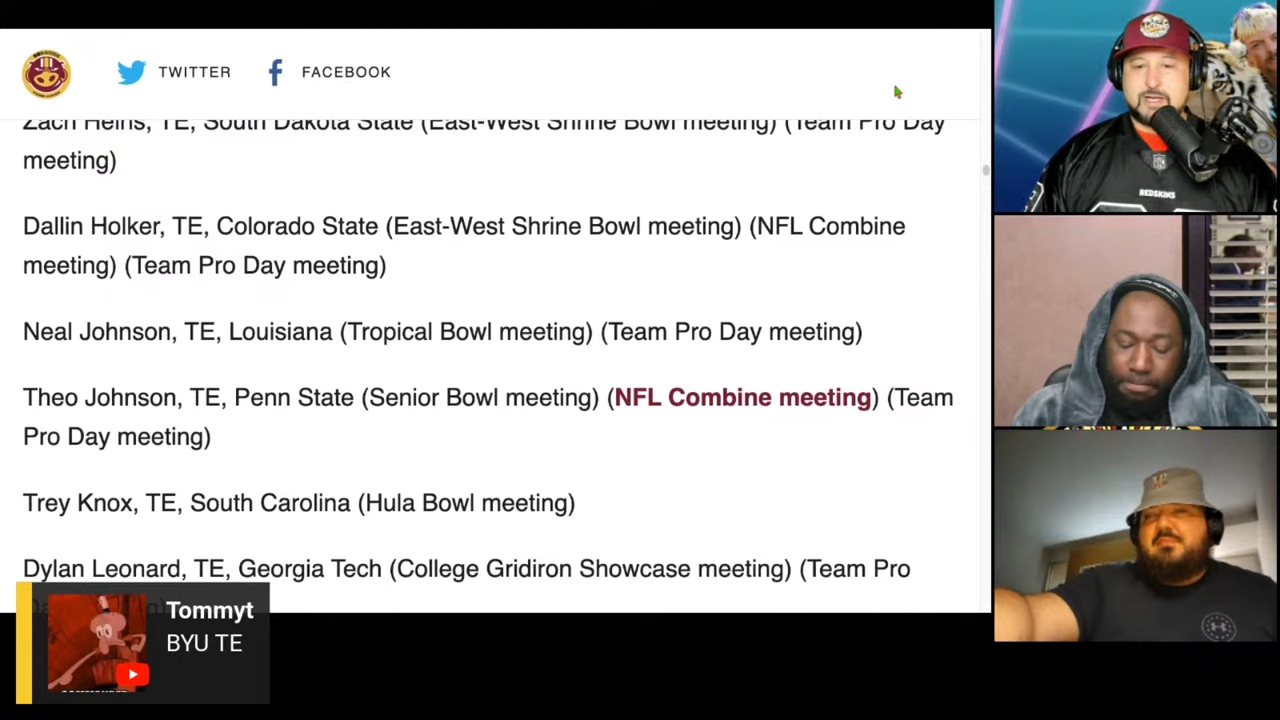 TWITTER FACEBOOK
Zach Heins, TE, South Dakota State (East-West Shrine Bowl meeting) (Team Pro Day
meeting)
Dallin Holker, TE, Colorado State (East-West Shrine Bowl meeting) (NFL Combine
meeting) (Team Pro Day meeting)
Neal Johnson, TE, Louisiana (Tropical Bowl meeting) (Team Pro Day meeting)
Theo Johnson, TE, Penn State (Senior Bowl meeting) (NFL Combine meeting) (Team
Pro Day meeting)
Trey Knox, TE, South Carolina (Hula Bowl meeting)
Dylan Leonard, TE, Georgia Tech (College Gridiron Showcase meeting) (Team Pro
Tommyt
BYU TE
REDSKINS